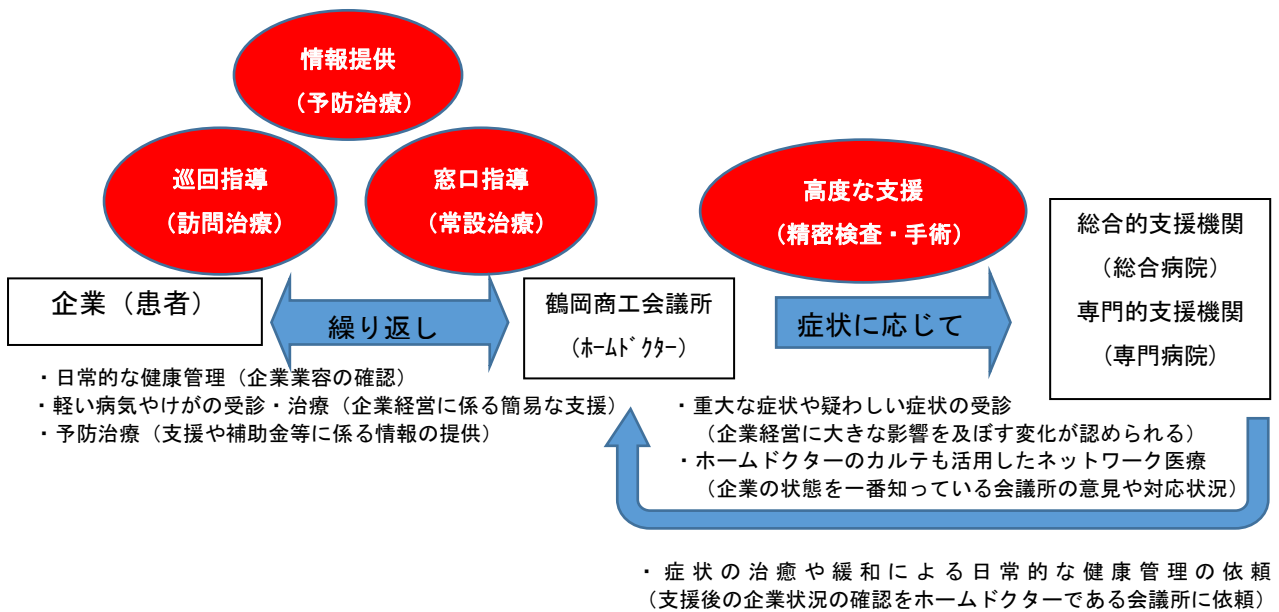 情報提供
（予防治療）
巡回指導
（訪問治療）
窓口指導
（常設治療）
高度な支援
（精密検査・手術）
企業（患者）
繰り返し
鶴岡商工会議所
（ﾎｰﾑﾄﾞｸﾀｰ）
症状に応じて
総合的支援機関
（総合病院）
専門的支援機関
（専門病院）
・日常的な健康管理（企業業容の確認）
・軽い病気やけがの受診・治療（企業経営に係る簡易な支援）
・予防治療（支援や補助金等に係る情報の提供）
・重大な症状や疑わしい症状の受診
（企業経営に大きな影響を及ぼす変化が認められる）
・ホームドクターのカルテも活用したネットワーク医療
（企業の状態を一番知っている会議所の意見や対応状況）
・症状の治癒や緩和による日常的な健康管理の依頼
（支援後の企業状況の確認をホームドクターである会議所に依頼）